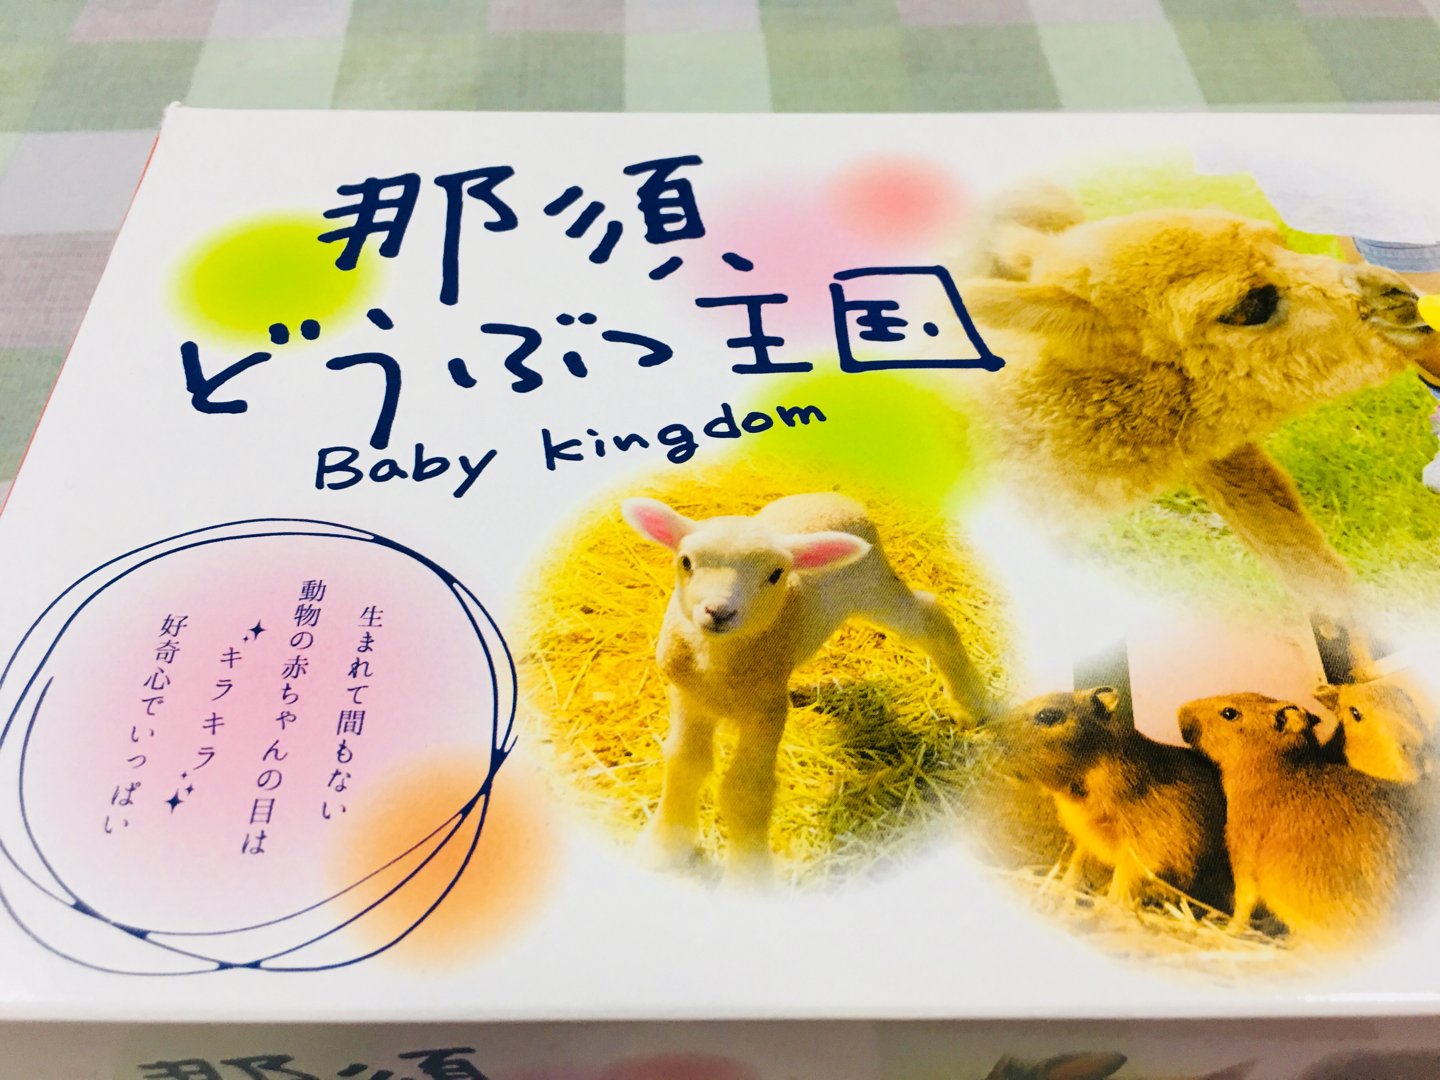 那須
どうぶつ王国
Baby kingdom
生まれて間もない
動物の赤ちゃんの目は
キラキラ
好奇心でいっぱい
那須